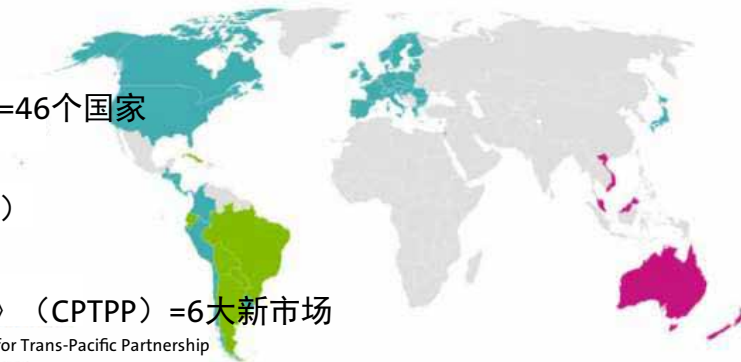 =46个国家
）
》（CPTPP）=6大新市场
for Trans-Pacific Partnership